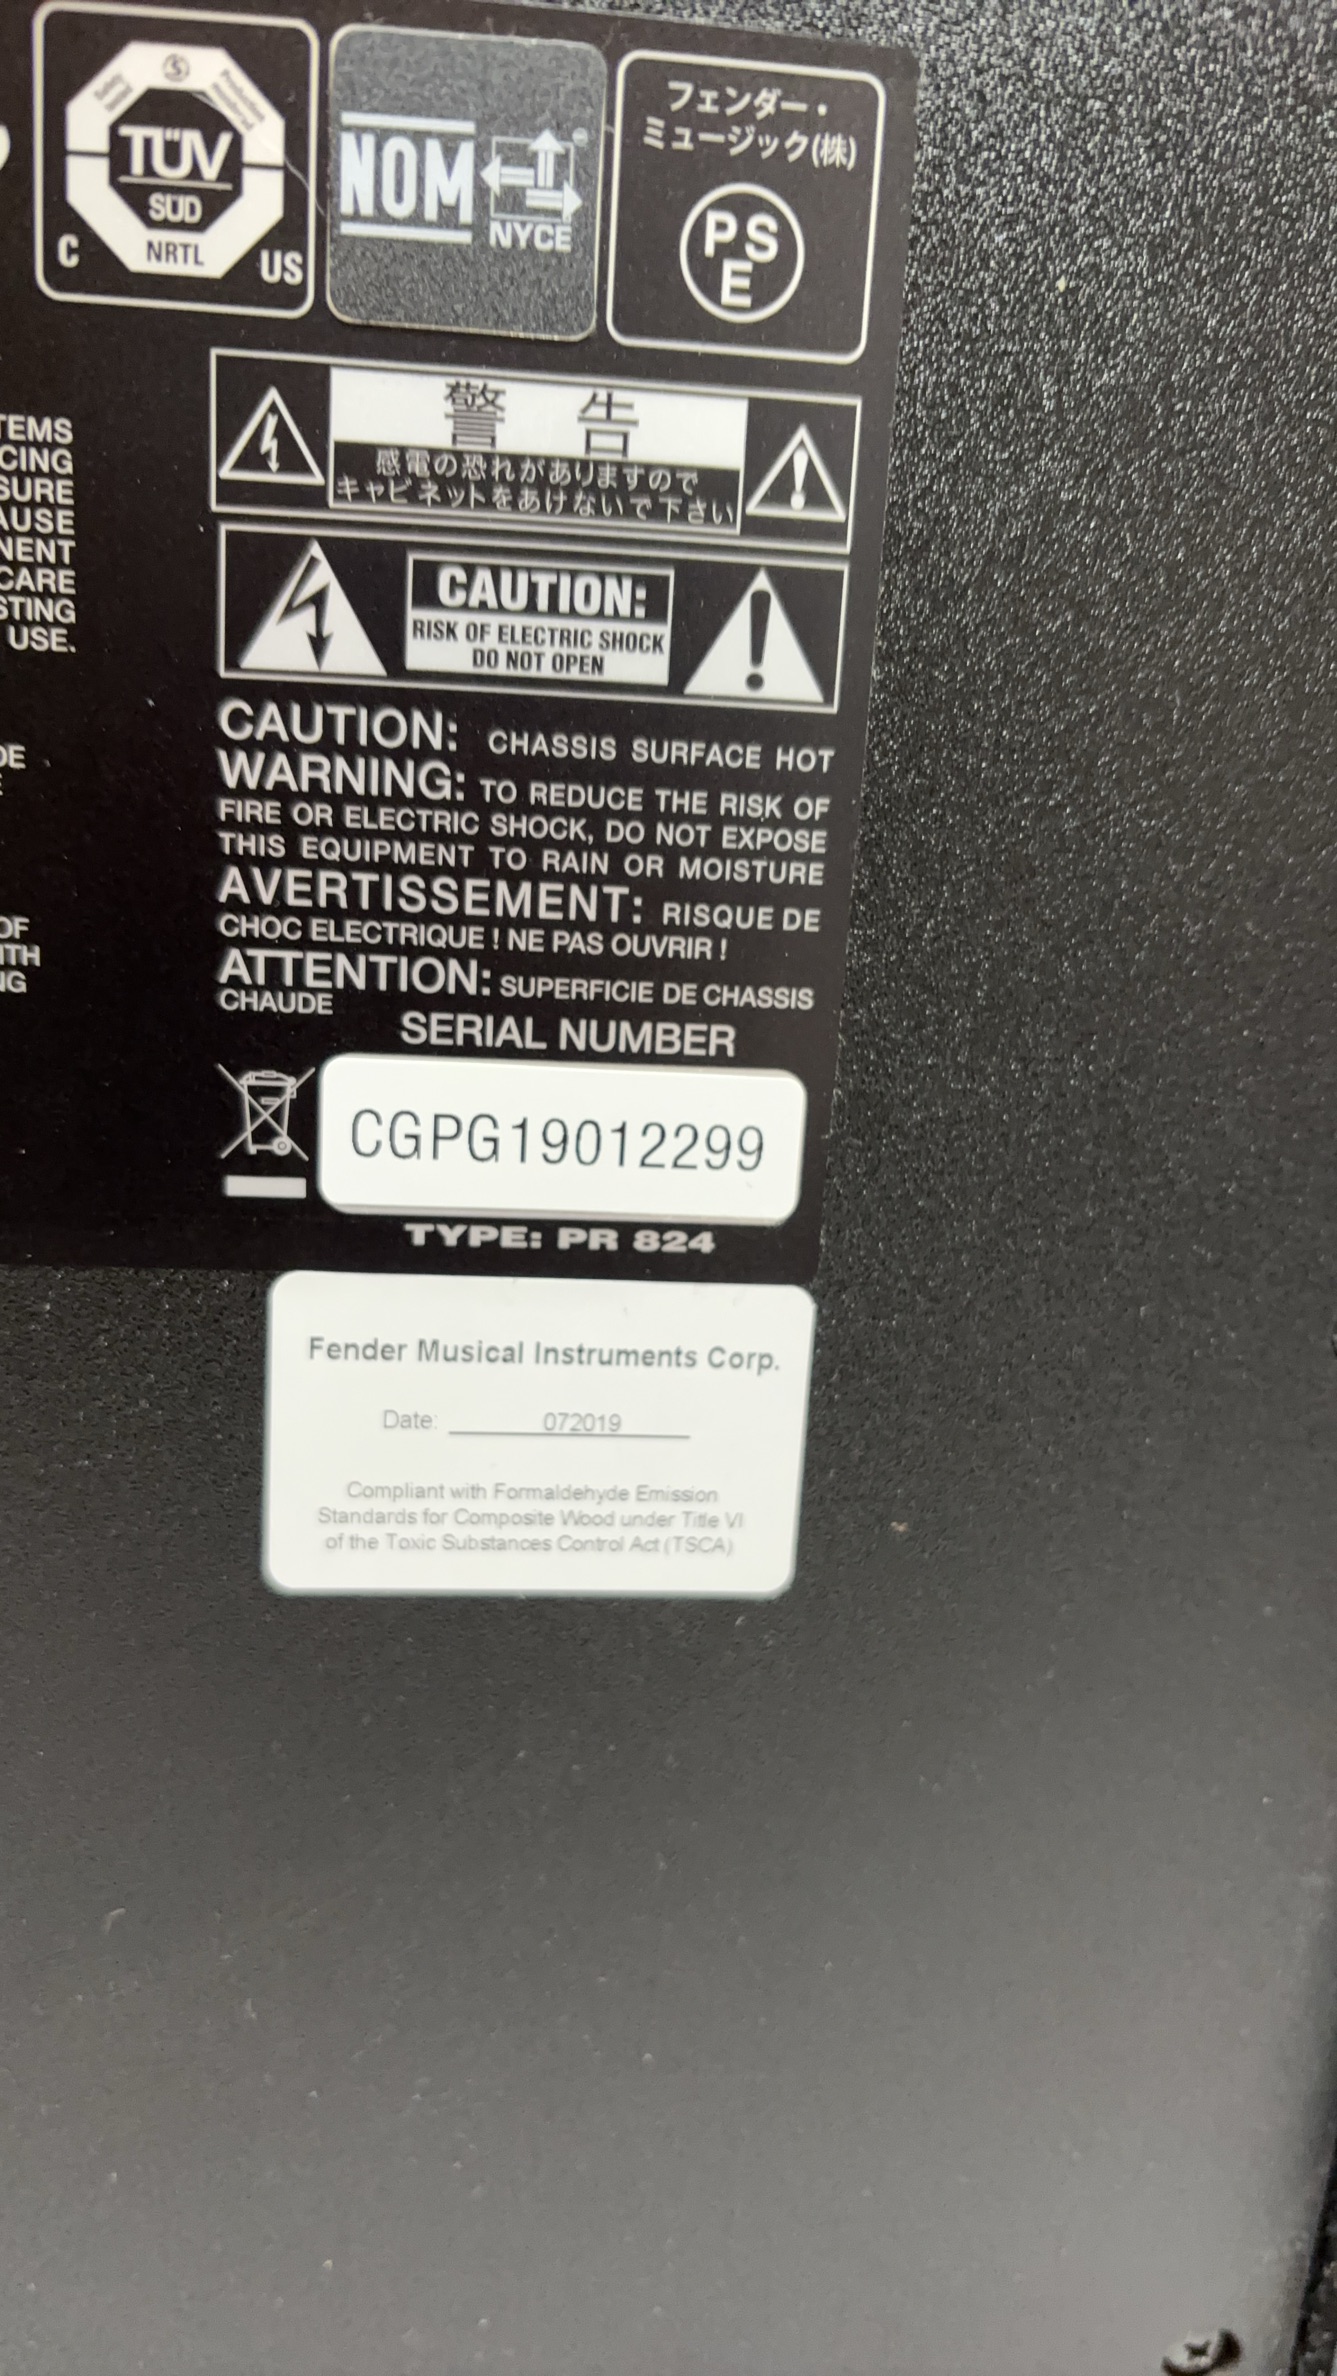 TÜV
SÜD
NRTL
C US
NOM
NYCE
フェンダー・
ミュージック(株)
PS
E
TEMS
CING
SURE
AUSE
NENT
CARE
STING
USE.
DE
OF
ITH
NG
警告
感電の恐れがありますので
キャビネットをあけないで下さい
CAUTION:
RISK OF ELECTRIC SHOCK
DO NOT OPEN
CAUTION: CHASSIS SURFACE HOT
WARNING: TO REDUCE THE RISK OF
FIRE OR ELECTRIC SHOCK, DO NOT EXPOSE
THIS EQUIPMENT TO RAIN OR MOISTURE
AVERTISSEMENT: RISQUE DE
CHOC ELECTRIQUE ! NE PAS OUVRIR !
ATTENTION: SUPERFICIE DE CHASSIS
CHAUDE
SERIAL NUMBER
CGPG19012299
TYPE: PR 824
Fender Musical Instruments Corp.
Date: 072019
Compliant with Formaldehyde Emission
Standards for Composite Wood under Title VI
of the Toxic Substances Control Act (TSCA)